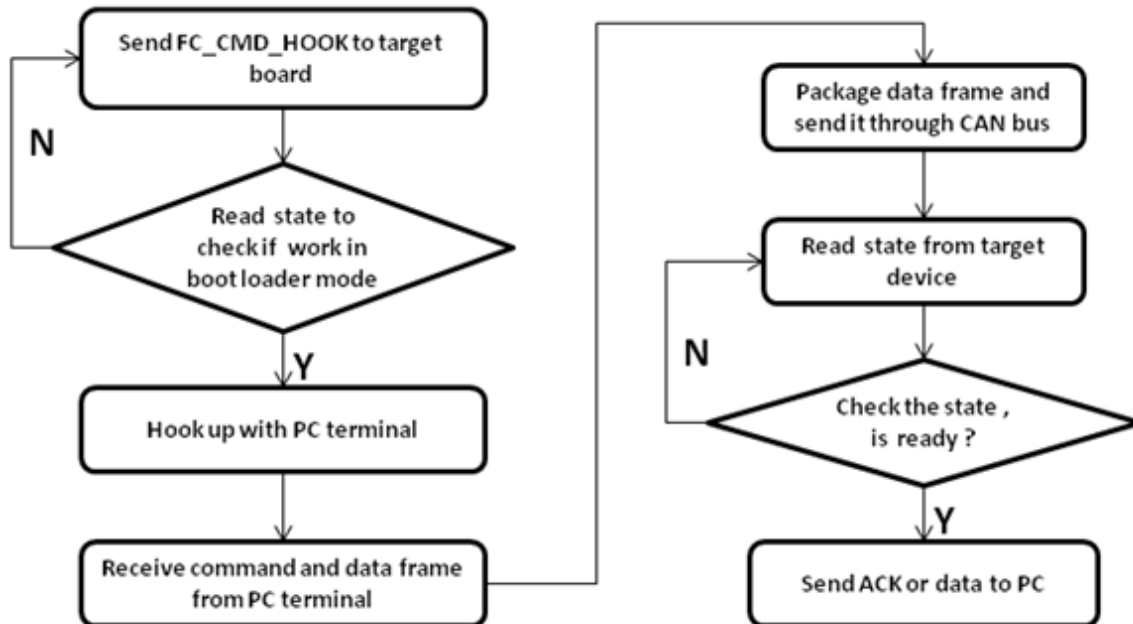 Send FC_CMD_HOOK to target
board
N
Read state to
check if work in
boot loader mode
Y
Hook up with PC terminal
Receive command and data frame
from PC terminal
Package data frame and
send it through CAN bus
Read state from target
device
N
Check the state ,
is ready ?
Y
Send ACK or data to PC